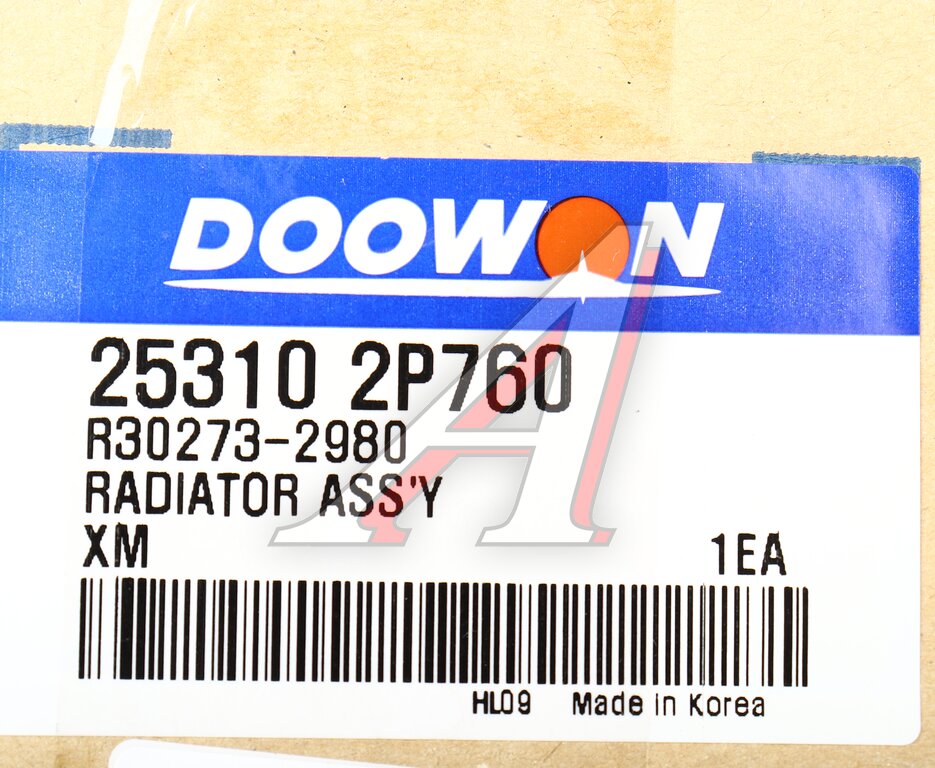 DOOWON
25310 2P760
R30273-2980
RADIATOR ASS'Y
XM 1EA
HL09 Made in Korea